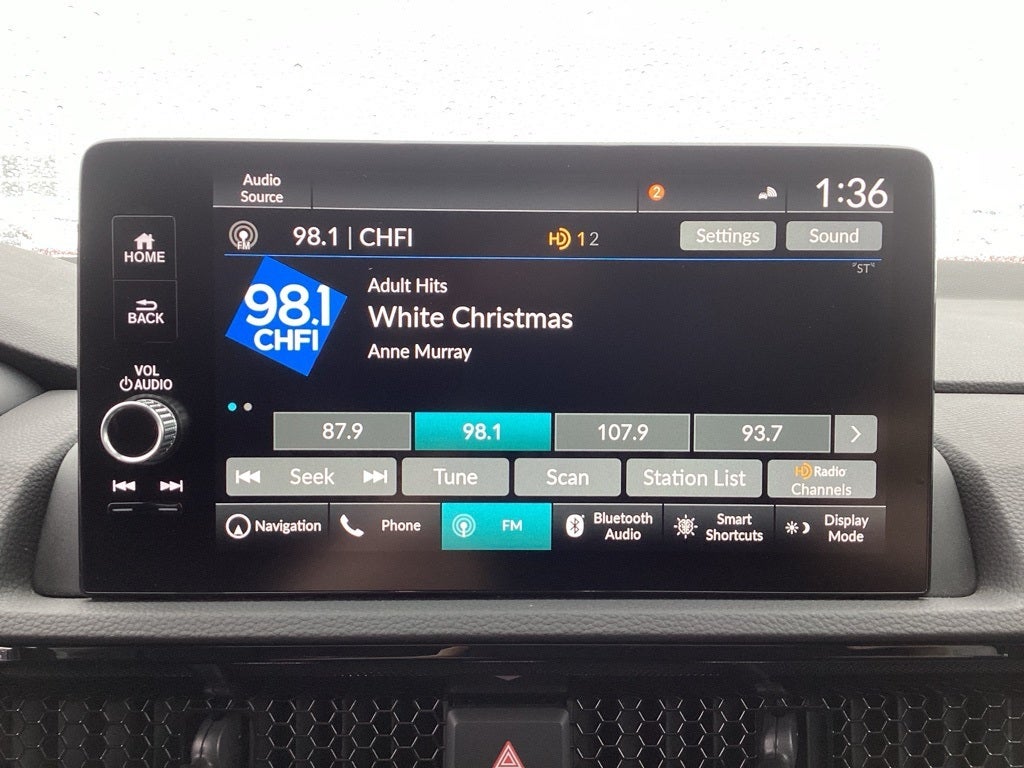 Audio
Source
2
1:36
HOME
FM
98.1 | CHFI
HD 1 2
Settings
Sound
"ST"
98.1
CHFI
Adult Hits
White Christmas
Anne Murray
BACK
VOL
AUDIO
87.9
98.1
107.9
93.7
Seek
Tune
Scan
Station List
HD Radio
Channels
Navigation
Phone
FM
Bluetooth
Audio
Smart
Shortcuts
Display
Mode